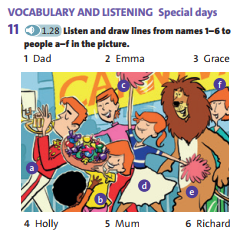 VOCABULARY AND LISTENING Special days
11 1.28 Listen and draw lines from names 1–6 to
people a–f in the picture.
1 Dad 2 Emma 3 Grace
CA
c
f
a
d
e
b
4 Holly 5 Mum 6 Richard